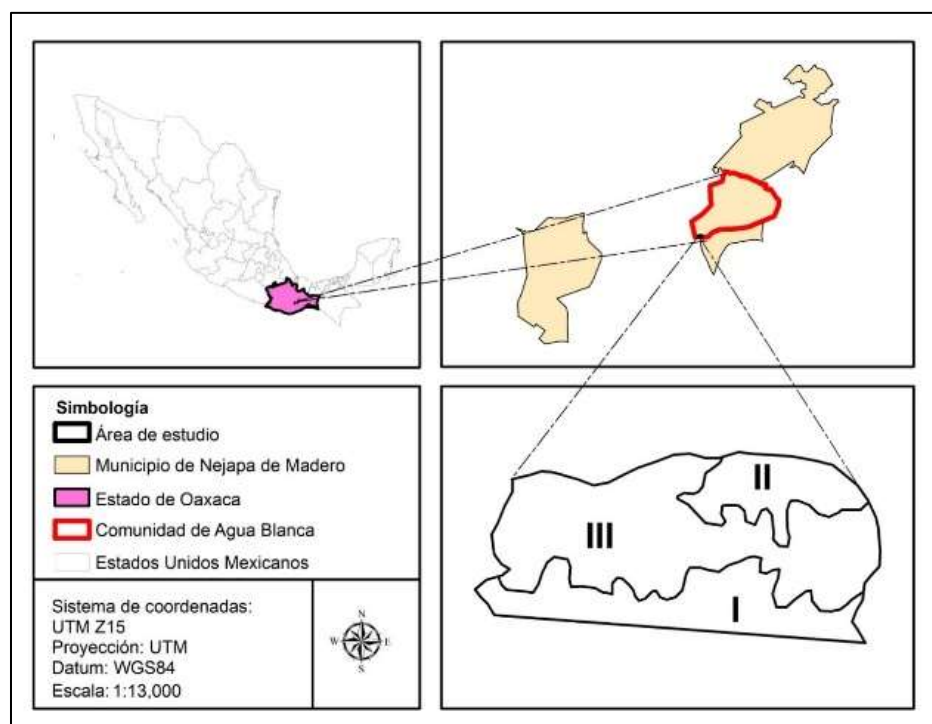 Simbología
Área de estudio
Municipio de Nejapa de Madero
Estado de Oaxaca
Comunidad de Agua Blanca
Estados Unidos Mexicanos
Sistema de coordenadas:
UTM Z15
Proyección: UTM
Datum: WGS84
Escala: 1:13,000
N
W E
S
II
III
I